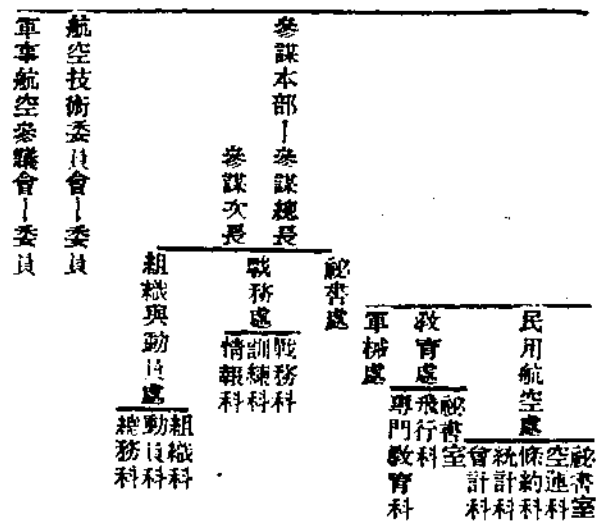 民用航空處
祕書室
空運科
條約科
統計科
會計科
教育處
祕書室
飛行科
專門教育科
軍械處
參謀本部—參謀總長
參謀次長
祕書處
戰務處
戰務科
訓練科
情報科
組織與動員處
組織科
動員科
總務科
航空技術委員會—委員
軍事航空參議會—委員